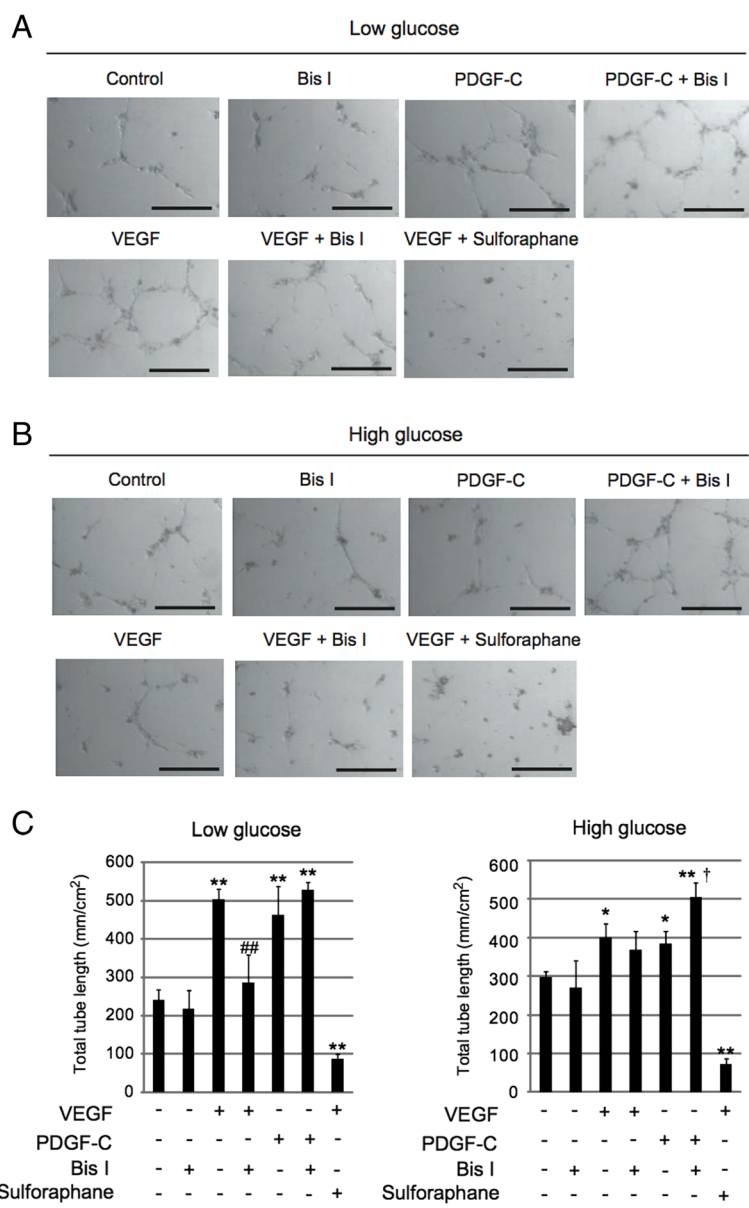 A
Low glucose
Control Bis I PDGF-C PDGF-C + Bis I
VEGF VEGF + Bis I VEGF + Sulforaphane
B
High glucose
Control Bis I PDGF-C PDGF-C + Bis I
VEGF VEGF + Bis I VEGF + Sulforaphane
C
Low glucose
Total tube length (mm/cm²)
600
500
400
300
200
100
0
** ## ** ** **
VEGF - - + + - - +
PDGF-C - - - - + + -
Bis I - + - + - + -
Sulforaphane - - - - - - +
High glucose
Total tube length (mm/cm²)
600
500
400
300
200
100
0
* * ** † **
VEGF - - + + - - +
PDGF-C - - - - + + -
Bis I - + - + - + -
Sulforaphane - - - - - - +